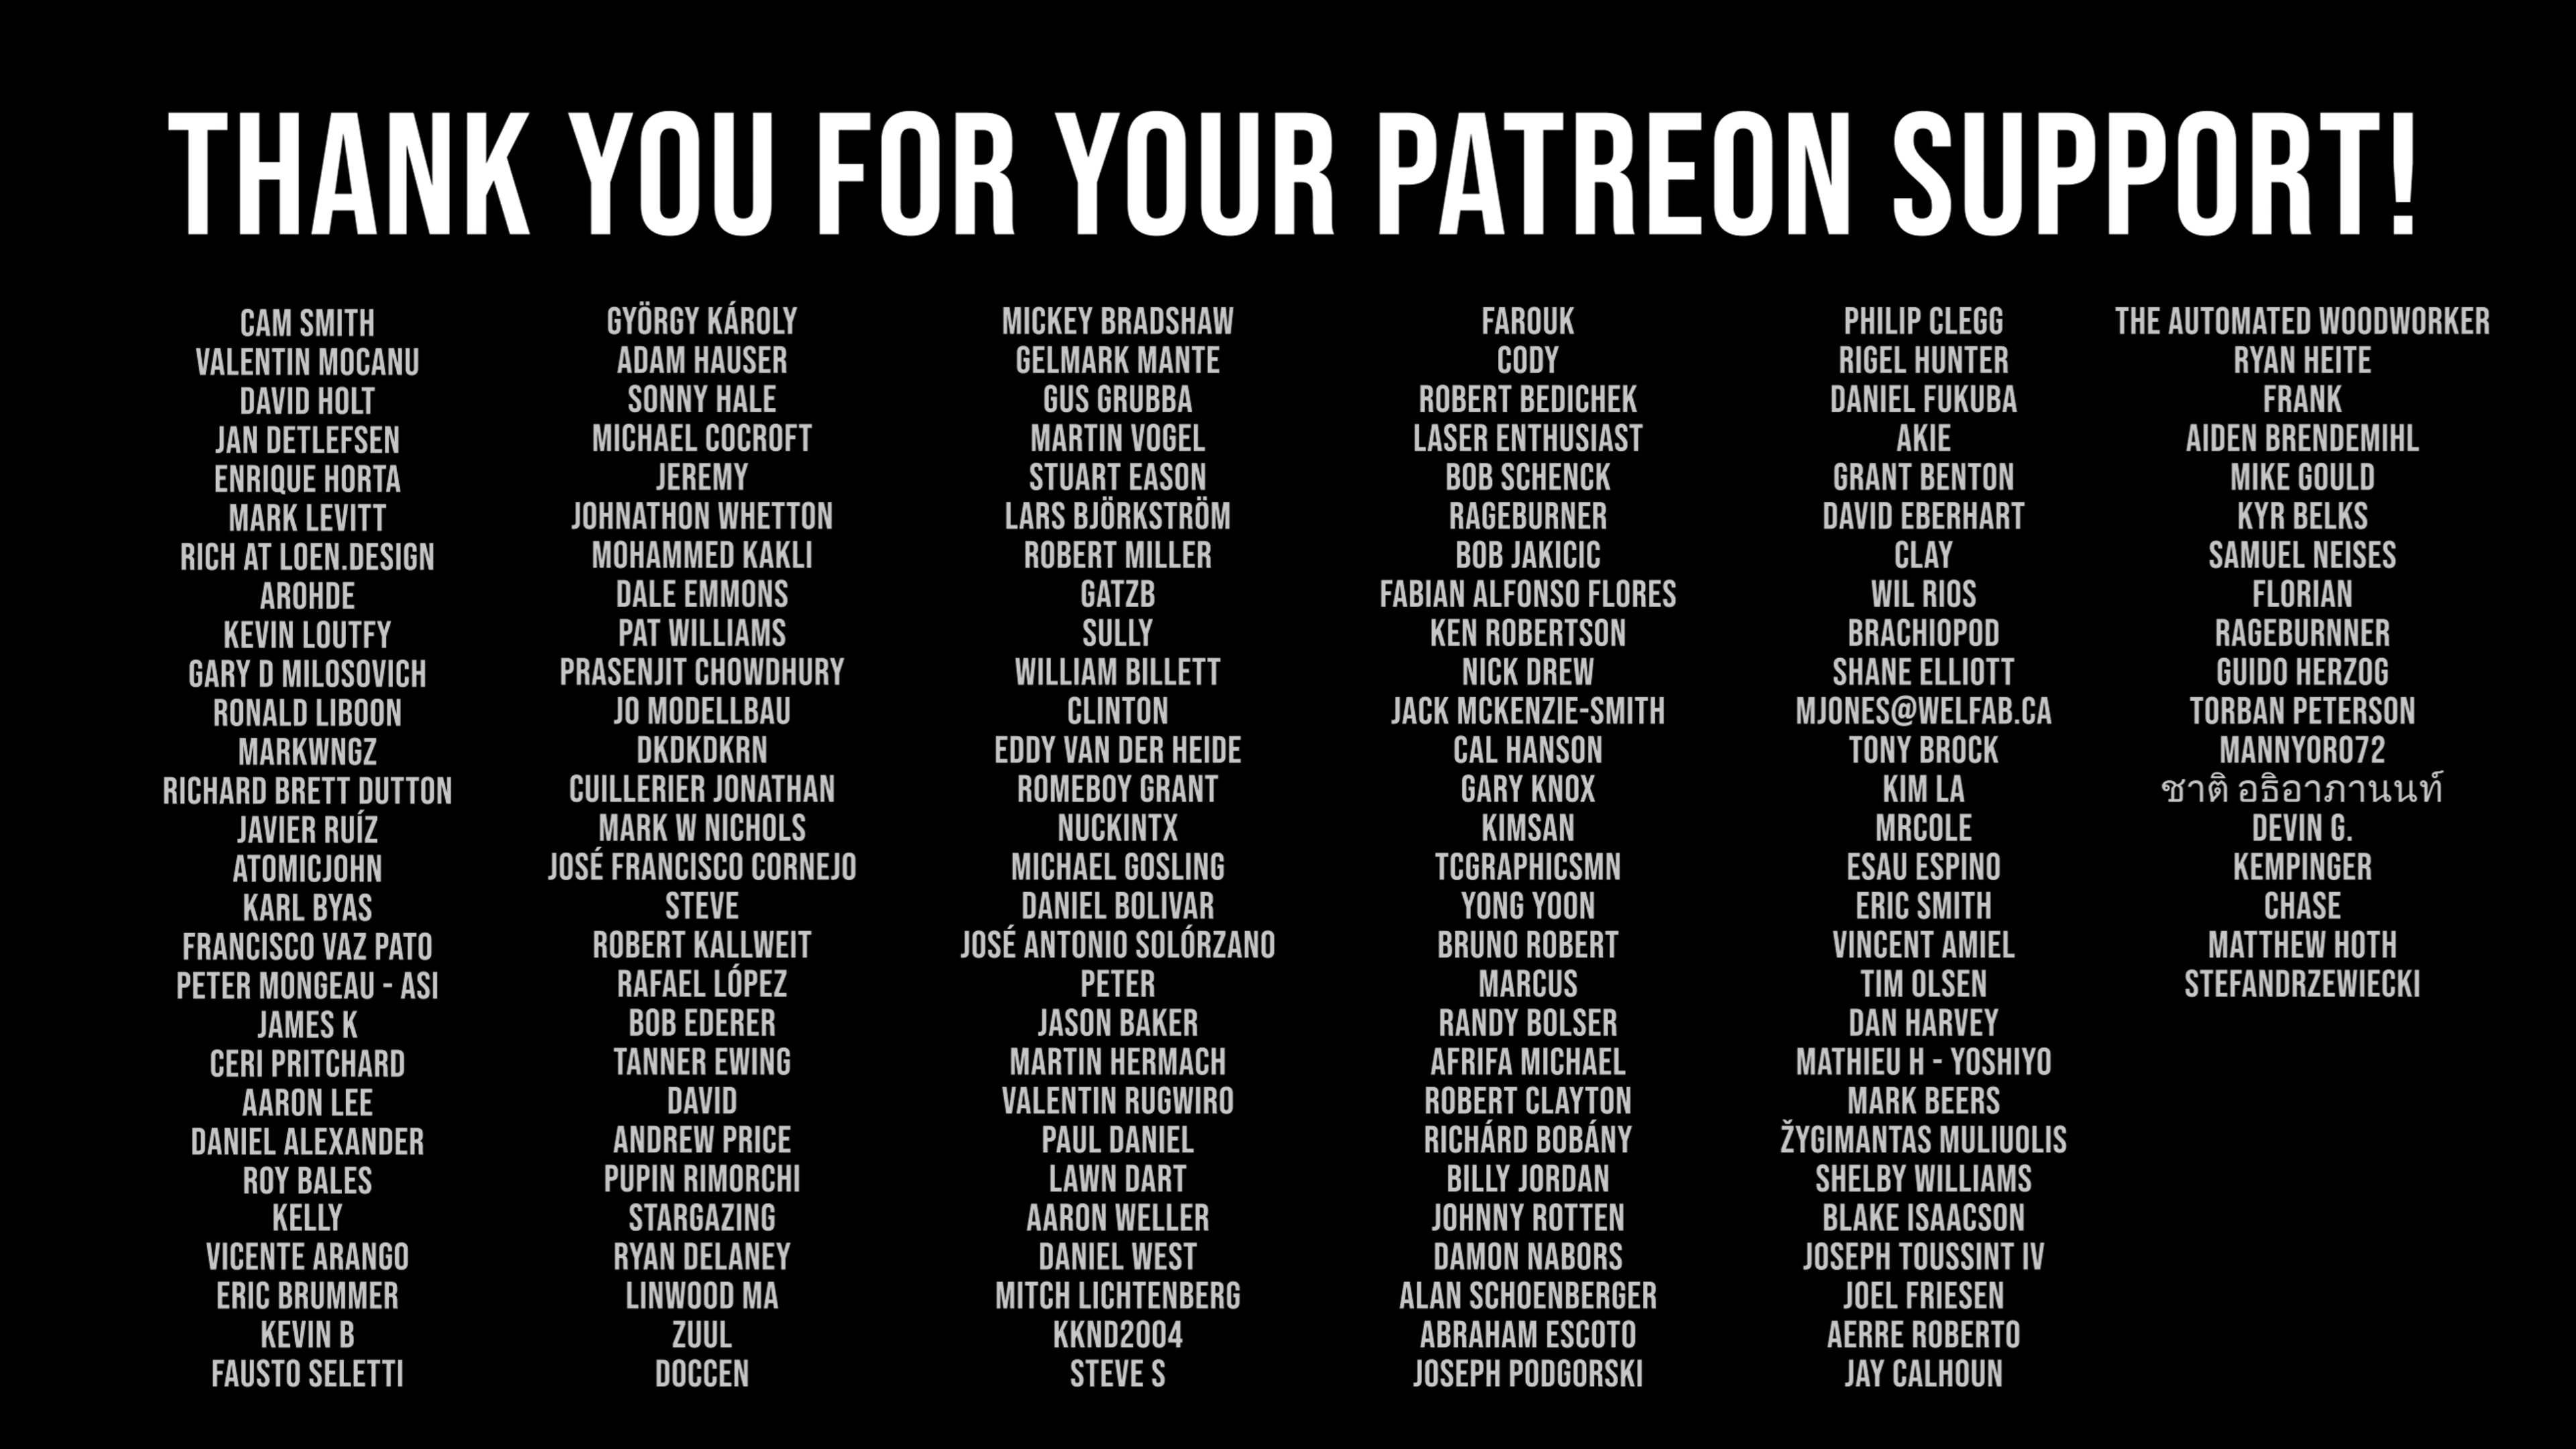 THANK YOU FOR YOUR PATREON SUPPORT!
CAM SMITH
VALENTIN MOCANU
DAVID HOLT
JAN DETLEFSEN
ENRIQUE HORTA
MARK LEVITT
RICH AT LOEN.DESIGN
AROHDE
KEVIN LOUTFY
GARY D MILOSOVICH
RONALD LIBOON
MARKWNGZ
RICHARD BRETT DUTTON
JAVIER RUÍZ
ATOMICJOHN
KARL BYAS
FRANCISCO VAZ PATO
PETER MONGEAU - ASI
JAMES K
CERI PRITCHARD
AARON LEE
DANIEL ALEXANDER
ROY BALES
KELLY
VICENTE ARANGO
ERIC BRUMMER
KEVIN B
FAUSTO SELETTI
GYÖRGY KÁROLY
ADAM HAUSER
SONNY HALE
MICHAEL COCROFT
JEREMY
JOHNATHON WHETTON
MOHAMMED KAKLI
DALE EMMONS
PAT WILLIAMS
PRASENJIT CHOWDHURY
JO MODELLBAU
DKDKDKRN
CUILLERIER JONATHAN
MARK W NICHOLS
JOSÉ FRANCISCO CORNEJO
STEVE
ROBERT KALLWEIT
RAFAEL LÓPEZ
BOB EDERER
TANNER EWING
DAVID
ANDREW PRICE
PUPIN RIMORCHI
STARGAZING
RYAN DELANEY
LINWOOD MA
ZUUL
DOCCEN
MICKEY BRADSHAW
GELMARK MANTE
GUS GRUBBA
MARTIN VOGEL
STUART EASON
LARS BJÖRKSTRÖM
ROBERT MILLER
GATZB
SULLY
WILLIAM BILLETT
CLINTON
EDDY VAN DER HEIDE
ROMEBOY GRANT
NUCKINTX
MICHAEL GOSLING
DANIEL BOLIVAR
JOSÉ ANTONIO SOLÓRZANO
PETER
JASON BAKER
MARTIN HERMACH
VALENTIN RUGWIRO
PAUL DANIEL
LAWN DART
AARON WELLER
DANIEL WEST
MITCH LICHTENBERG
KKND2004
STEVE S
FAROUK
CODY
ROBERT BEDICHEK
LASER ENTHUSIAST
BOB SCHENCK
RAGEBURNER
BOB JAKICIC
FABIAN ALFONSO FLORES
KEN ROBERTSON
NICK DREW
JACK MCKENZIE-SMITH
CAL HANSON
GARY KNOX
KIMSAN
TCGRAPHICSMN
YONG YOON
BRUNO ROBERT
MARCUS
RANDY BOLSER
AFRIFA MICHAEL
ROBERT CLAYTON
RICHÁRD BOBÁNY
BILLY JORDAN
JOHNNY ROTTEN
DAMON NABORS
ALAN SCHOENBERGER
ABRAHAM ESCOTO
JOSEPH PODGORSKI
PHILIP CLEGG
RIGEL HUNTER
DANIEL FUKUBA
AKIE
GRANT BENTON
DAVID EBERHART
CLAY
WIL RIOS
BRACHIOPOD
SHANE ELLIOTT
MJONES@WELFAB.CA
TONY BROCK
KIM LA
MRCOLE
ESAU ESPINO
ERIC SMITH
VINCENT AMIEL
TIM OLSEN
DAN HARVEY
MATHIEU H - YOSHIYO
MARK BEERS
ŽYGIMANTAS MULIUOLIS
SHELBY WILLIAMS
BLAKE ISAACSON
JOSEPH TOUSSINT IV
JOEL FRIESEN
AERRE ROBERTO
JAY CALHOUN
THE AUTOMATED WOODWORKER
RYAN HEITE
FRANK
AIDEN BRENDEMIHL
MIKE GOULD
KYR BELKS
SAMUEL NEISES
FLORIAN
RAGEBURNNER
GUIDO HERZOG
TORBAN PETERSON
MANNYORO72
ชาติ อธิอาภานนท์
DEVIN G.
KEMPINGER
CHASE
MATTHEW HOTH
STEFANDRZEWIECKI